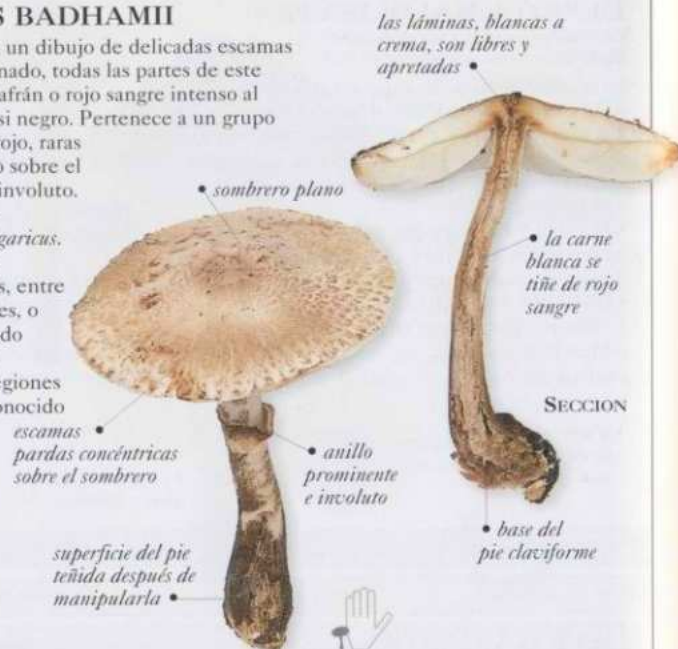 S BADHAMII
un dibujo de delicadas escamas
nado, todas las partes de este
afrán o rojo sangre intenso al
si negro. Pertenece a un grupo
ojo, raras
o sobre el
involuto.
garicus.
s, entre
es, o
do
egiones
onocido
las láminas, blancas a
crema, son libres y
apretadas
sombrero plano
la carne
blanca se
tiñe de rojo
sangre
SECCION
escamas
pardas concéntricas
sobre el sombrero
anillo
prominente
e involuto
base del
pie claviforme
superficie del pie
teñida después de
manipularla